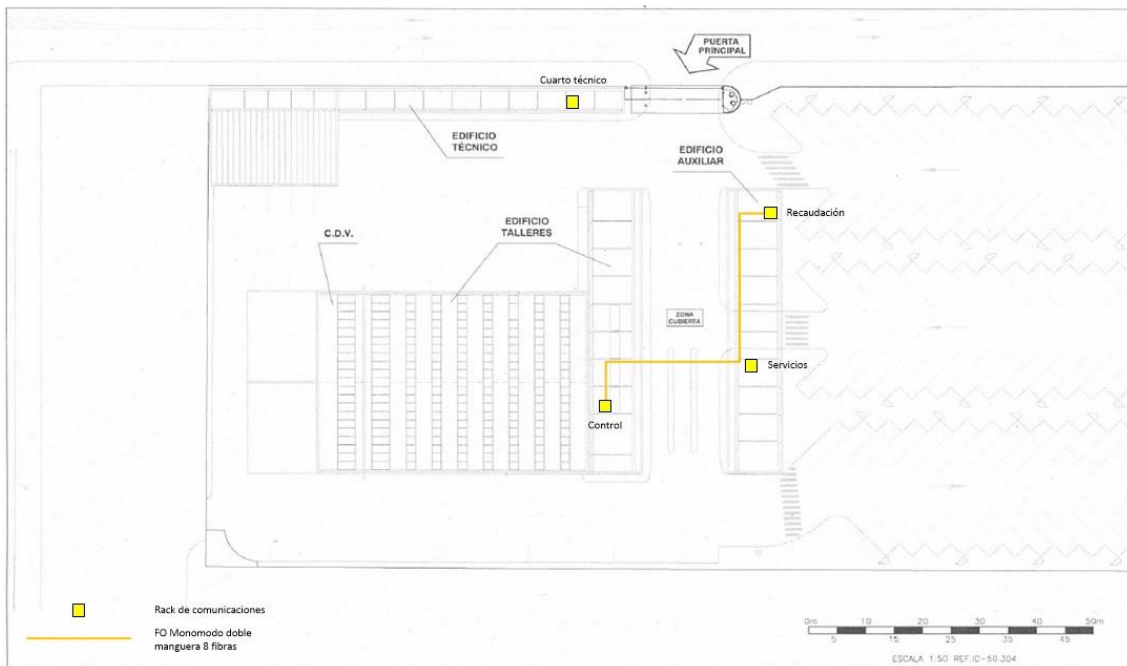 PUERTA
PRINCIPAL
Cuarto técnico
EDIFICIO
TÉCNICO
EDIFICIO
AUXILIAR
Recaudación
C.D.V.
EDIFICIO
TALLERES
ZONA
CUBIERTA
Servicios
Control
Rack de comunicaciones
FO Monomodo doble
manguera 8 fibras
0m 10 20 30 40 50m
5 15 25 35 45
ESCALA 1:50 REF.IC-50.304